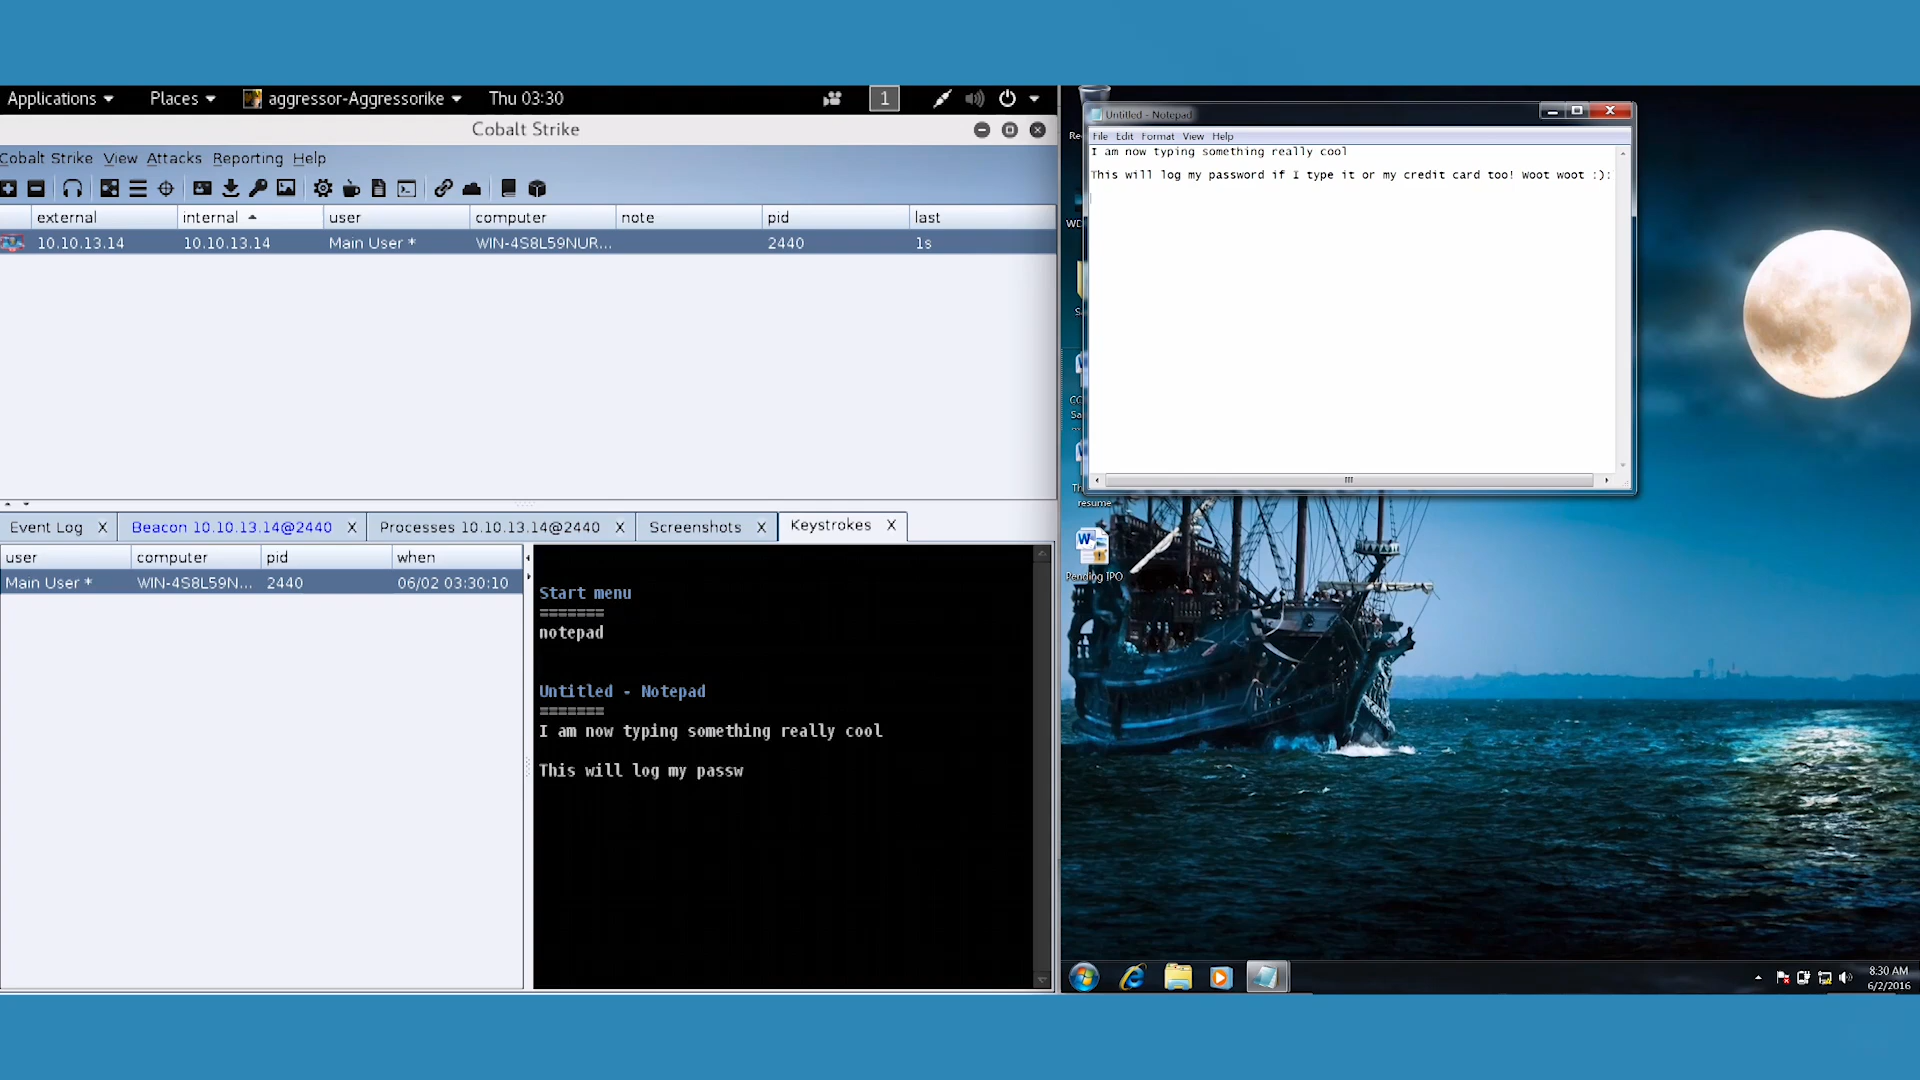 Applications Places aggressor-Aggressorike Thu 03:30 1
Cobalt Strike
Cobalt Strike View Attacks Reporting Help
external internal user computer note pid last
10.10.13.14 10.10.13.14 Main User * WIN-4S8L59NUR... 2440 1s
Event Log X Beacon 10.10.13.14@2440 X Processes 10.10.13.14@2440 X Screenshots X Keystrokes X
user computer pid when
Main User * WIN-4S8L59N... 2440 06/02 03:30:10
Start menu
=======
notepad
Untitled - Notepad
=======
I am now typing something really cool
This will log my passw
Untitled - Notepad
File Edit Format View Help
I am now typing something really cool
This will log my password if I type it or my credit card too! woot woot :):
resume
Pending IPO
8:30 AM
6/2/2016